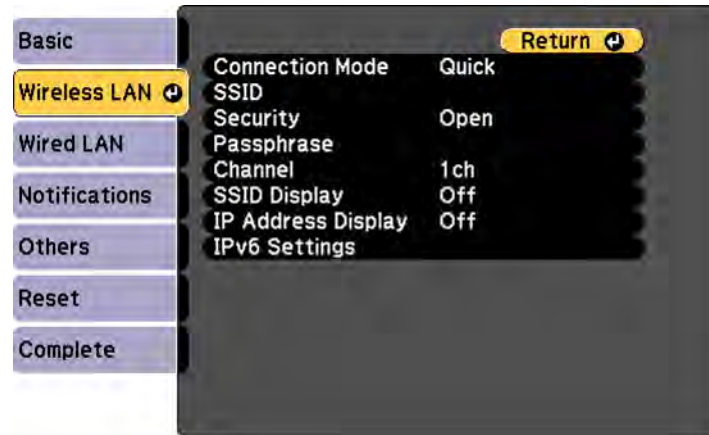 Basic
Wireless LAN
Wired LAN
Notifications
Others
Reset
Complete
Return
Connection Mode Quick
SSID
Security Open
Passphrase
Channel 1ch
SSID Display Off
IP Address Display Off
IPv6 Settings